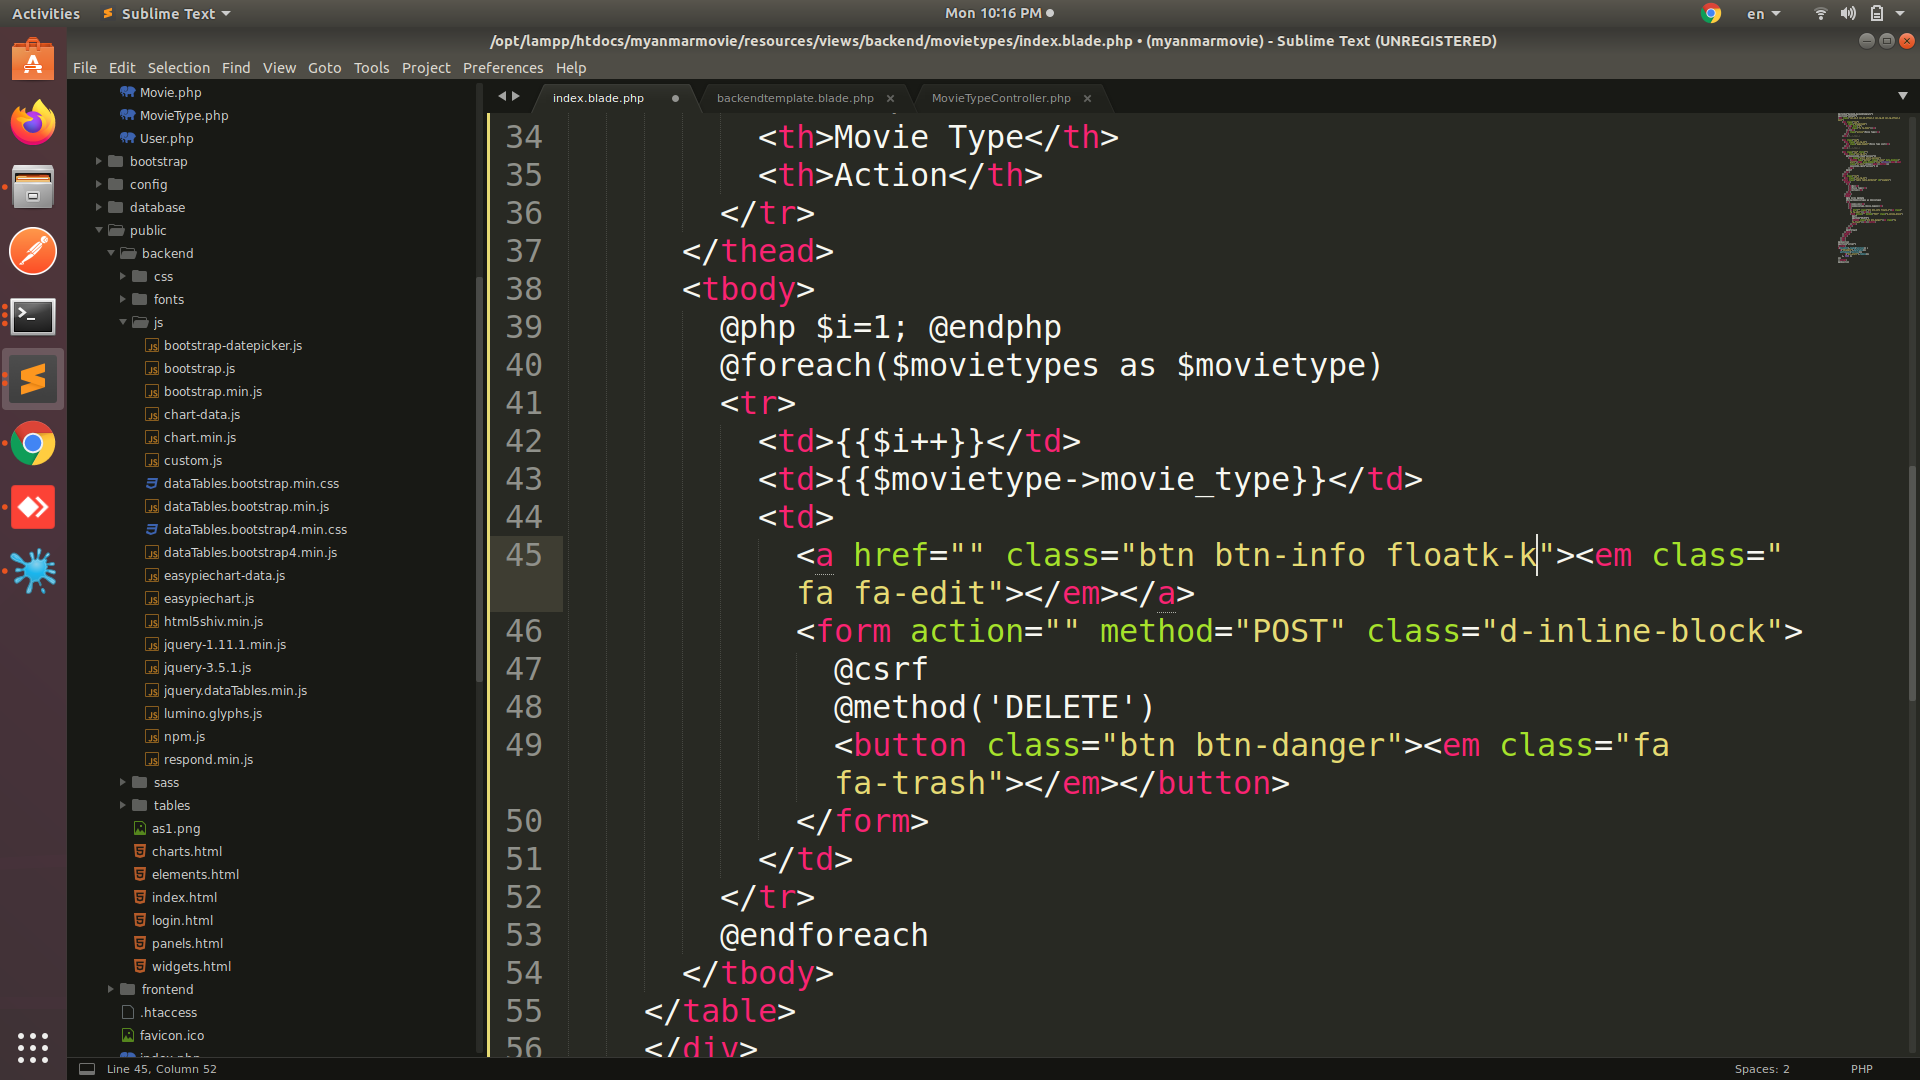 Activities
Sublime Text
Mon 10:16 PM
en
/opt/lampp/htdocs/myanmarmovie/resources/views/backend/movietypes/index.blade.php • (myanmarmovie) - Sublime Text (UNREGISTERED)
File Edit Selection Find View Goto Tools Project Preferences Help
Movie.php
MovieType.php
User.php
bootstrap
config
database
public
backend
css
fonts
js
bootstrap-datepicker.js
bootstrap.js
bootstrap.min.js
chart-data.js
chart.min.js
custom.js
dataTables.bootstrap.min.css
dataTables.bootstrap.min.js
dataTables.bootstrap4.min.css
dataTables.bootstrap4.min.js
easypiechart-data.js
easypiechart.js
html5shiv.min.js
jquery-1.11.1.min.js
jquery-3.5.1.js
jquery.dataTables.min.js
lumino.glyphs.js
npm.js
respond.min.js
sass
tables
as1.png
charts.html
elements.html
index.html
login.html
panels.html
widgets.html
frontend
.htaccess
favicon.ico
index.php
index.blade.php
backendtemplate.blade.php
MovieTypeController.php
34 <th>Movie Type</th>
35 <th>Action</th>
36 </tr>
37 </thead>
38 <tbody>
39 @php $i=1; @endphp
40 @foreach($movietypes as $movietype)
41 <tr>
42 <td>{{$i++}}</td>
43 <td>{{$movietype->movie_type}}</td>
44 <td>
45 <a href="" class="btn btn-info floatk-k"><em class="
fa fa-edit"></em></a>
46 <form action="" method="POST" class="d-inline-block">
47 @csrf
48 @method('DELETE')
49 <button class="btn btn-danger"><em class="fa
fa-trash"></em></button>
50 </form>
51 </td>
52 </tr>
53 @endforeach
54 </tbody>
55 </table>
56 </div>
Line 45, Column 52
Spaces: 2
PHP